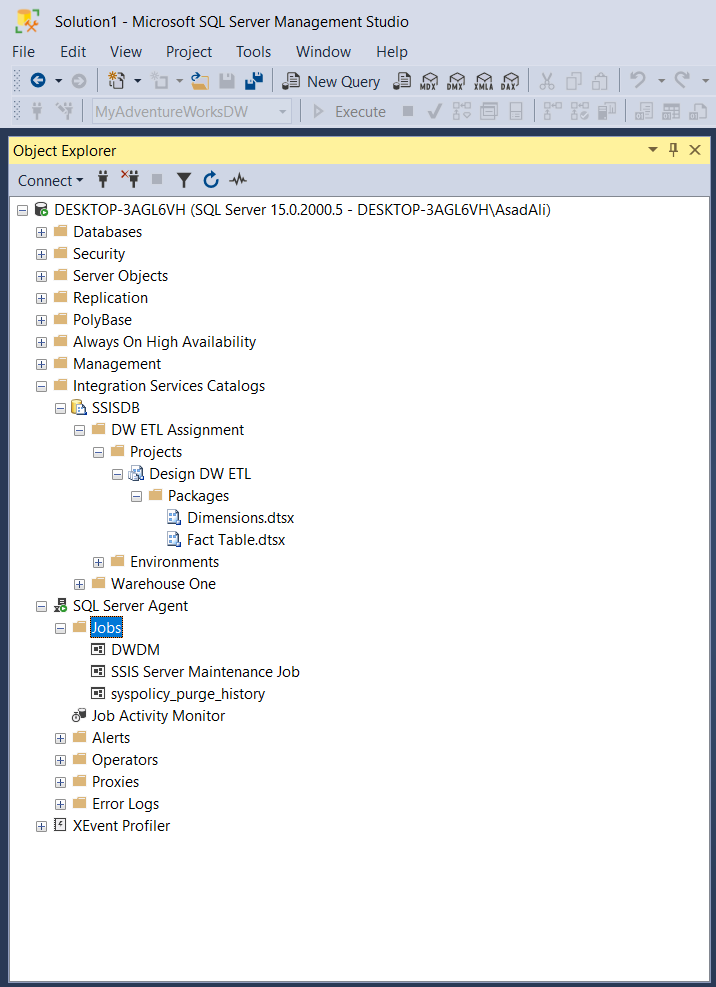 Solution1 - Microsoft SQL Server Management Studio
File Edit View Project Tools Window Help
New Query MDX DMX XMLA DAX
MyAdventureWorksDW Execute
Object Explorer
Connect
DESKTOP-3AGL6VH (SQL Server 15.0.2000.5 - DESKTOP-3AGL6VH\AsadAli)
Databases
Security
Server Objects
Replication
PolyBase
Always On High Availability
Management
Integration Services Catalogs
SSISDB
DW ETL Assignment
Projects
Design DW ETL
Packages
Dimensions.dtsx
Fact Table.dtsx
Environments
Warehouse One
SQL Server Agent
Jobs
DWDM
SSIS Server Maintenance Job
syspolicy_purge_history
Job Activity Monitor
Alerts
Operators
Proxies
Error Logs
XEvent Profiler